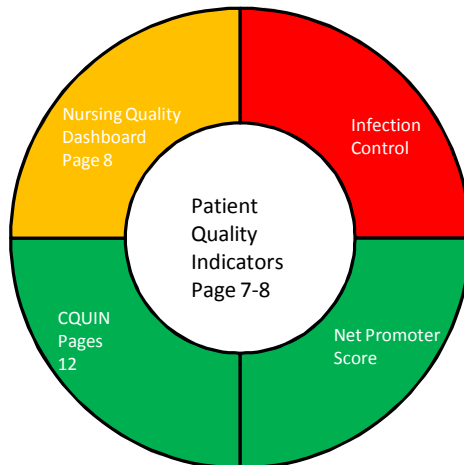 Nursing Quality
Dashboard
Page 8
Infection
Control
Patient
Quality
Indicators
Page 7-8
CQUIN
Pages
12
Net Promoter
Score